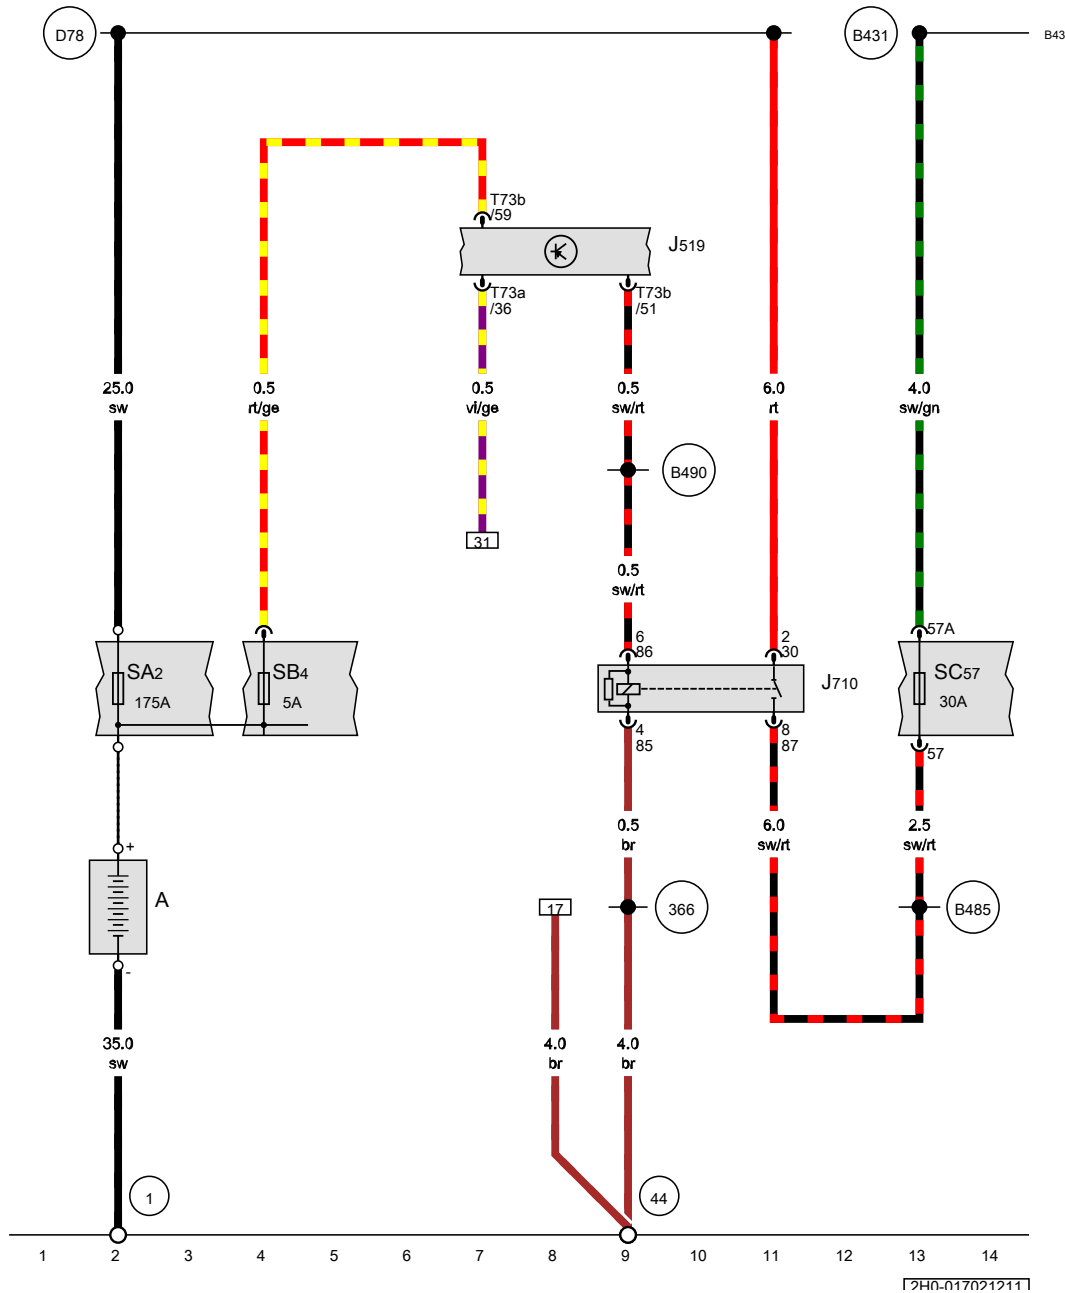 D78
B431
B43
T73b
/59
J519
T73a
/36
T73b
/51
25.0
sw
0.5
rt/ge
0.5
vi/ge
0.5
sw/rt
6.0
rt
4.0
sw/gn
B490
31
0.5
sw/rt
6
86
2
30
57A
SA2
175A
SB4
5A
J710
SC57
30A
4
85
8
87
57
0.5
br
6.0
sw/rt
2.5
sw/rt
+
A
-
17
366
B485
35.0
sw
4.0
br
4.0
br
1
44
1 2 3 4 5 6 7 8 9 10 11 12 13 14
2H0-017021211